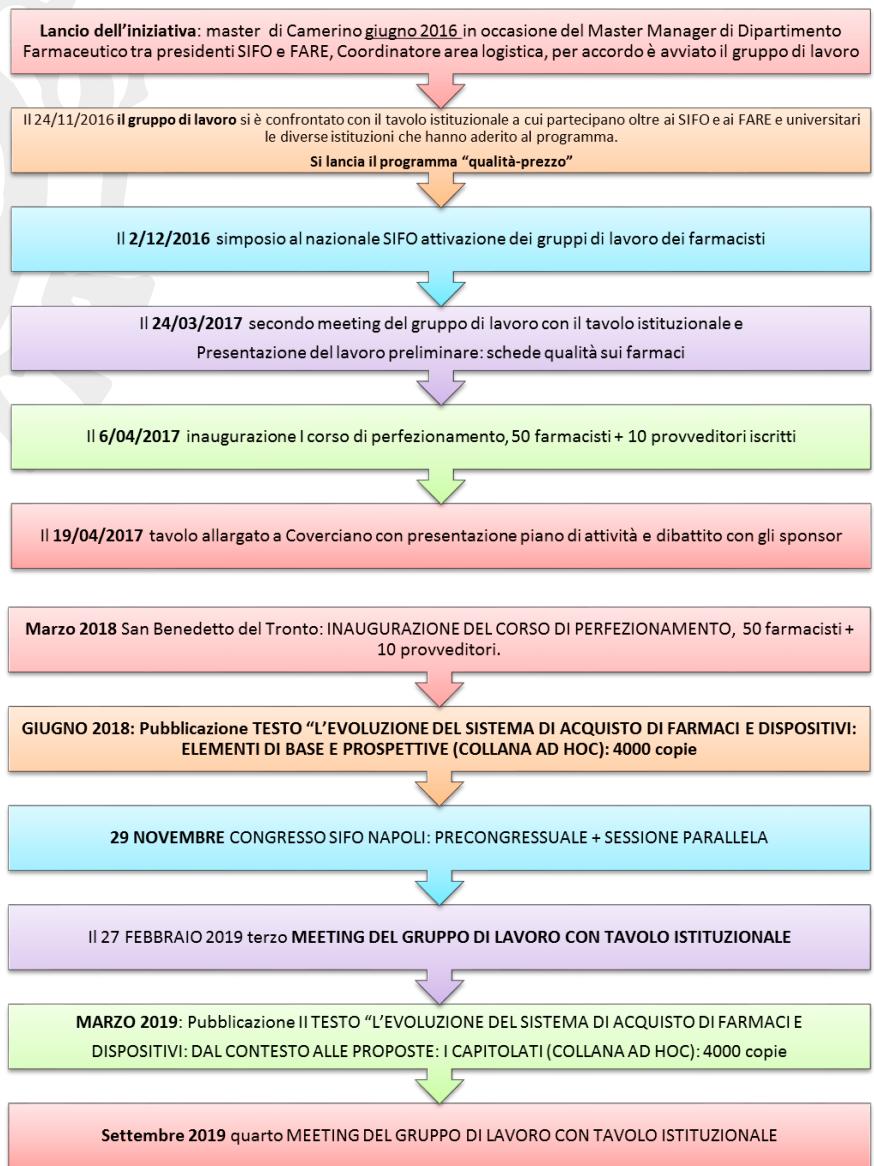 Lancio dell'iniziativa: master di Camerino giugno 2016 in occasione del Master Manager di Dipartimento
Farmaceutico tra presidenti SIFO e FARE, Coordinatore area logistica, per accordo è avviato il gruppo di lavoro
Il 24/11/2016 il gruppo di lavoro si è confrontato con il tavolo istituzionale a cui partecipano oltre ai SIFO e ai FARE e universitari
le diverse istituzioni che hanno aderito al programma.
Si lancia il programma "qualità-prezzo"
Il 2/12/2016 simposio al nazionale SIFO attivazione dei gruppi di lavoro dei farmacisti
Il 24/03/2017 secondo meeting del gruppo di lavoro con il tavolo istituzionale e
Presentazione del lavoro preliminare: schede qualità sui farmaci
Il 6/04/2017 inaugurazione I corso di perfezionamento, 50 farmacisti + 10 provveditori iscritti
Il 19/04/2017 tavolo allargato a Coverciano con presentazione piano di attività e dibattito con gli sponsor
Marzo 2018 San Benedetto del Tronto: INAUGURAZIONE DEL CORSO DI PERFEZIONAMENTO, 50 farmacisti +
10 provveditori.
GIUGNO 2018: Pubblicazione TESTO "L'EVOLUZIONE DEL SISTEMA DI ACQUISTO DI FARMACI E DISPOSITIVI:
ELEMENTI DI BASE E PROSPETTIVE (COLLANA AD HOC): 4000 copie
29 NOVEMBRE CONGRESSO SIFO NAPOLI: PRECONGRESSUALE + SESSIONE PARALLELA
Il 27 FEBBRAIO 2019 terzo MEETING DEL GRUPPO DI LAVORO CON TAVOLO ISTITUZIONALE
MARZO 2019: Pubblicazione II TESTO "L'EVOLUZIONE DEL SISTEMA DI ACQUISTO DI FARMACI E
DISPOSITIVI: DAL CONTESTO ALLE PROPOSTE: I CAPITOLATI (COLLANA AD HOC): 4000 copie
Settembre 2019 quarto MEETING DEL GRUPPO DI LAVORO CON TAVOLO ISTITUZIONALE